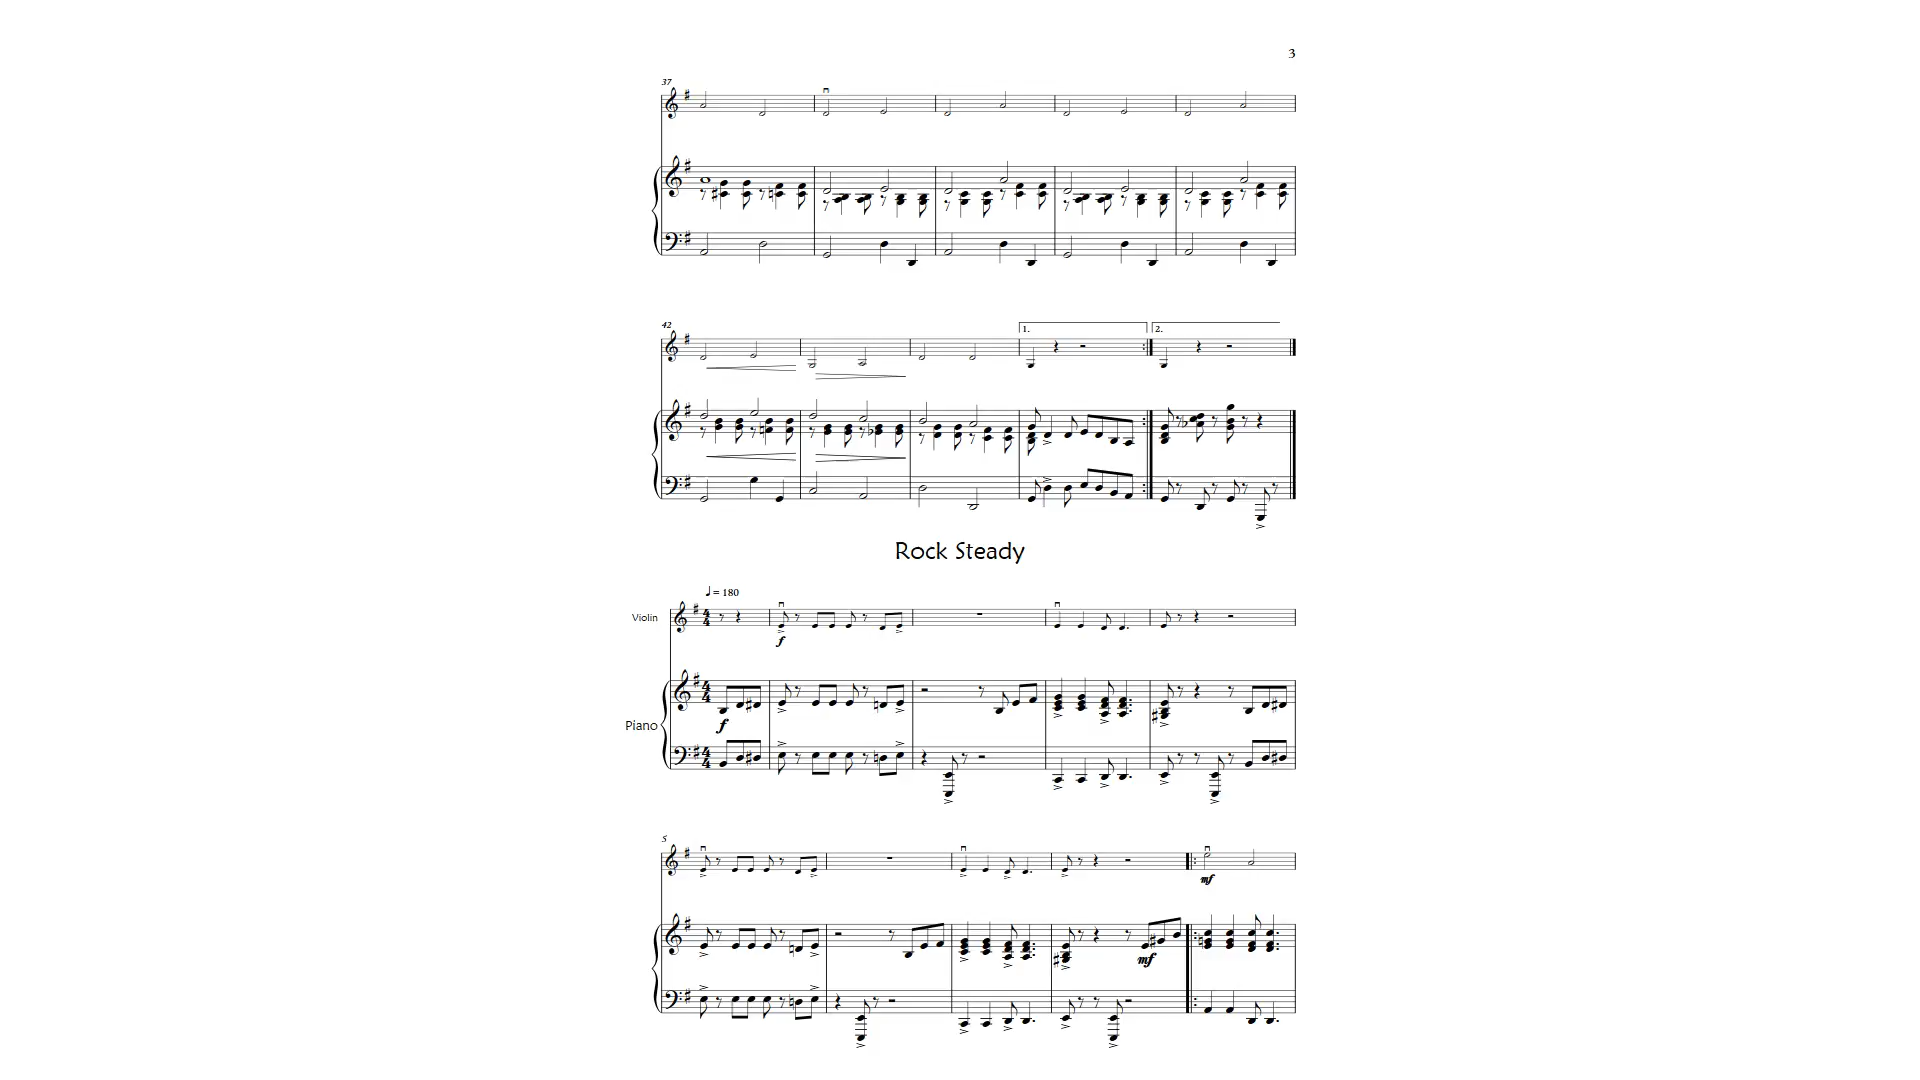 3
37
42
1.
2.
Rock Steady
♩ = 180
Violin
f
Piano
f
5
mf
mf